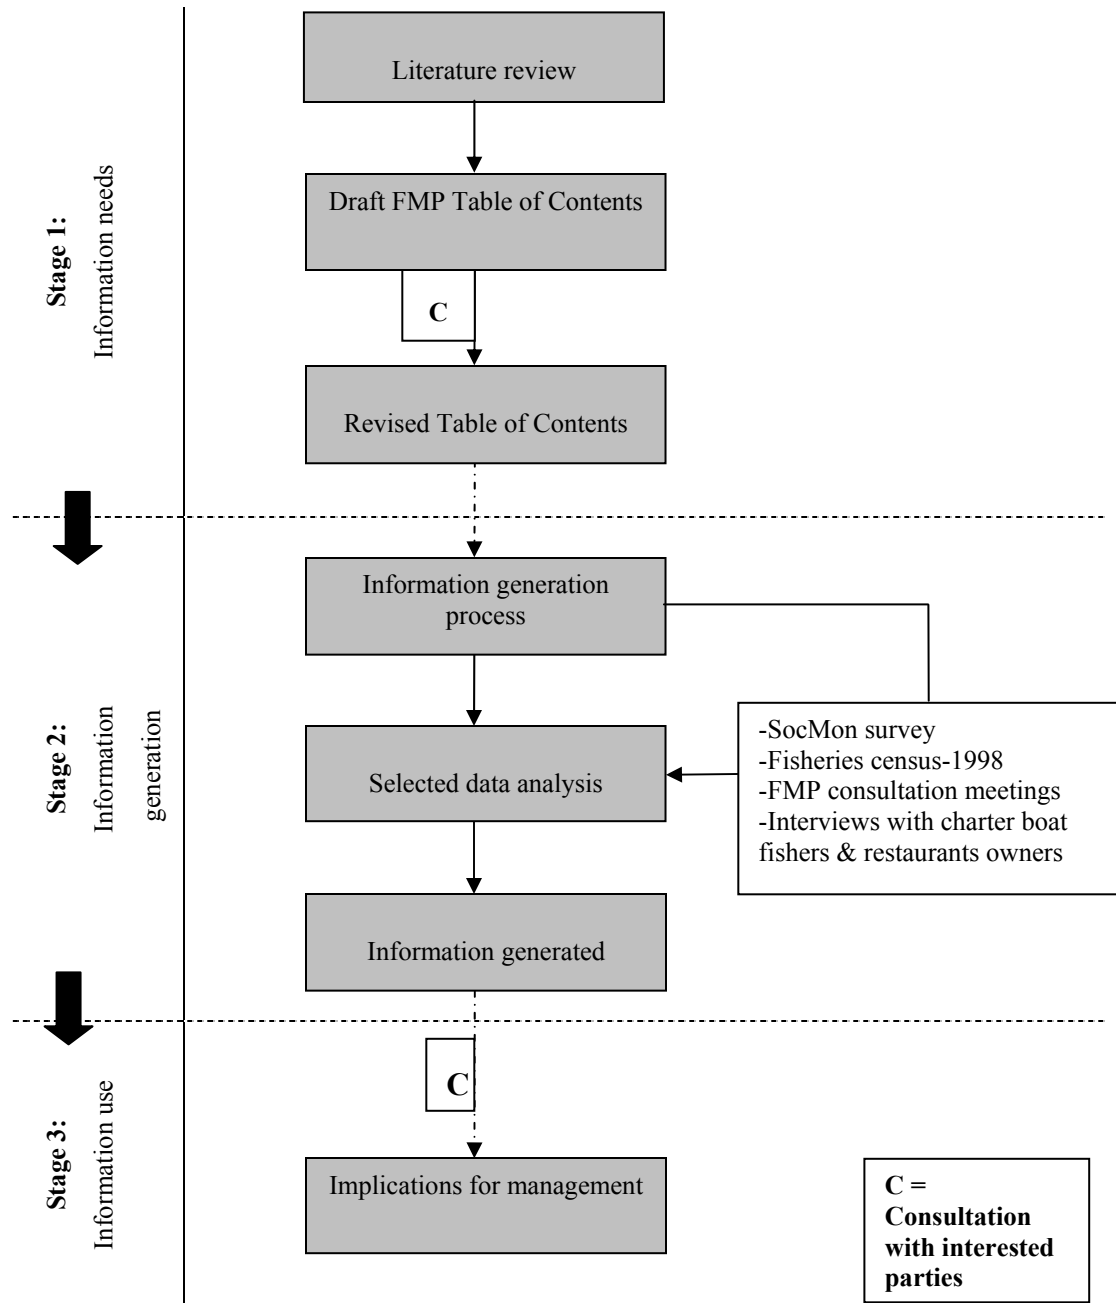 Stage 1:
Information needs
Literature review
Draft FMP Table of Contents
C
Revised Table of Contents
Stage 2:
Information
generation
Information generation
process
Selected data analysis
-SocMon survey
-Fisheries census-1998
-FMP consultation meetings
-Interviews with charter boat
fishers & restaurants owners
Information generated
Stage 3:
Information use
C
Implications for management
C =
Consultation
with interested
parties